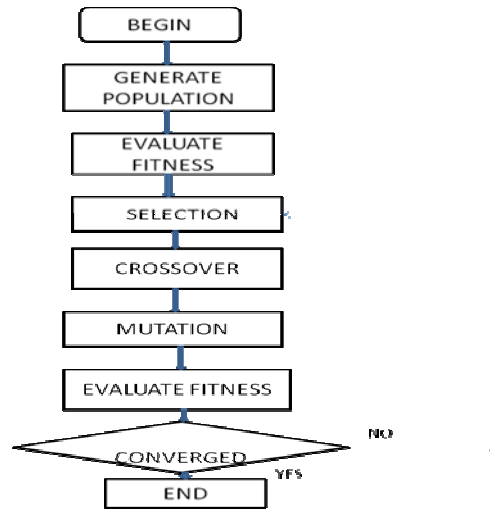 BEGIN
GENERATE
POPULATION
EVALUATE
FITNESS
SELECTION
CROSSOVER
MUTATION
EVALUATE FITNESS
CONVERGED
NO
YES
END